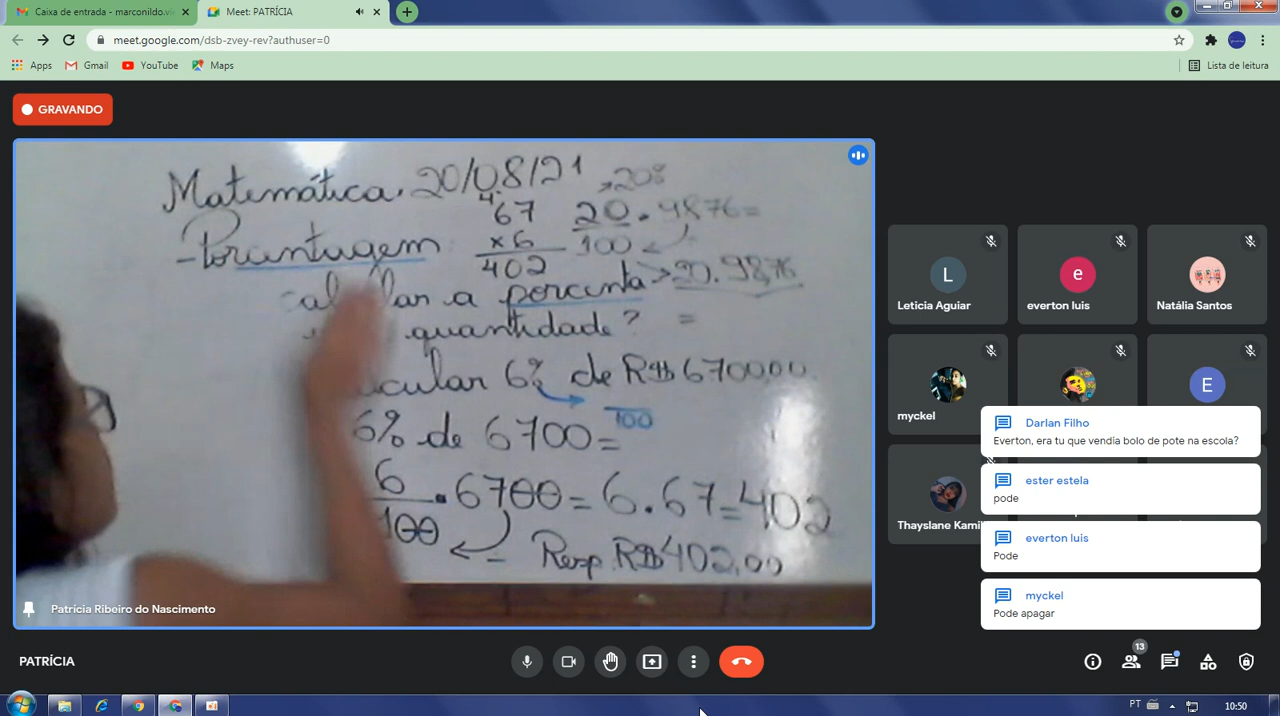 Caixa de entrada - marconildo.vi
Meet: PATRÍCIA
meet.google.com/dsb-zvey-rev?authuser=0
Apps
Gmail
YouTube
Maps
Lista de leitura
GRAVANDO
Matemática. 20/08/21
20%
4
67
20 . 9876=
- Porcentagem
x6
100
402
a porcenta
20. 9876
quantidade? =
6% de R$ 6700,00
100
6% de 6700=
6
. 6700 = 6.67=402
100
- Resp. R$402,00
Patrícia Ribeiro do Nascimento
L
e
Leticia Aguiar
everton luis
Natália Santos
E
myckel
Thayslane Kami
Darlan Filho
Everton, era tu que vendia bolo de pote na escola?
ester estela
pode
everton luis
Pode
myckel
Pode apagar
PATRÍCIA
13
PT
10:50